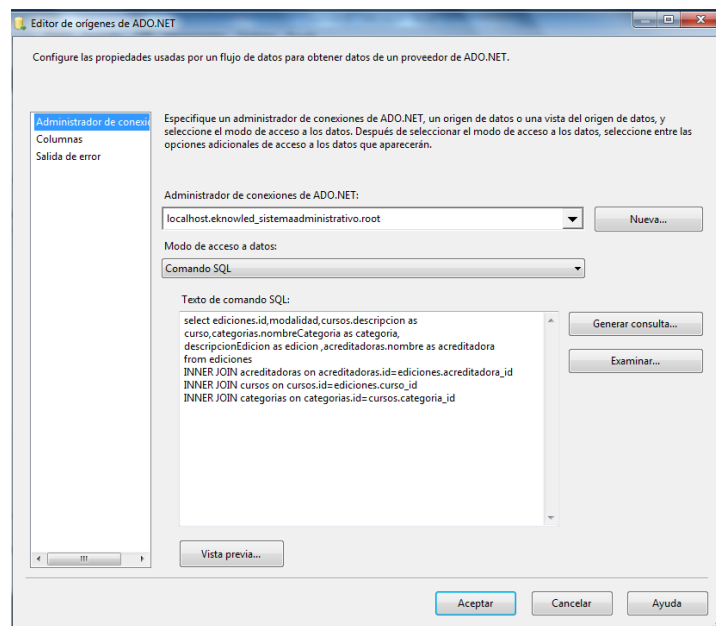 Editor de orígenes de ADO.NET
Configure las propiedades usadas por un flujo de datos para obtener datos de un proveedor de ADO.NET.
Administrador de conexi
Columnas
Salida de error
Especifique un administrador de conexiones de ADO.NET, un origen de datos o una vista del origen de datos, y
seleccione el modo de acceso a los datos. Después de seleccionar el modo de acceso a los datos, seleccione entre las
opciones adicionales de acceso a los datos que aparecerán.
Administrador de conexiones de ADO.NET:
localhost.eknowled_sistemaadministrativo.root
Nueva...
Modo de acceso a datos:
Comando SQL
Texto de comando SQL:
select ediciones.id,modalidad,cursos.descripcion as
curso,categorias.nombreCategoria as categoria,
descripcionEdicion as edicion ,acreditadoras.nombre as acreditadora
from ediciones
INNER JOIN acreditadoras on acreditadoras.id=ediciones.acreditadora_id
INNER JOIN cursos on cursos.id=ediciones.curso_id
INNER JOIN categorias on categorias.id=cursos.categoria_id
Generar consulta...
Examinar...
Vista previa...
Aceptar
Cancelar
Ayuda